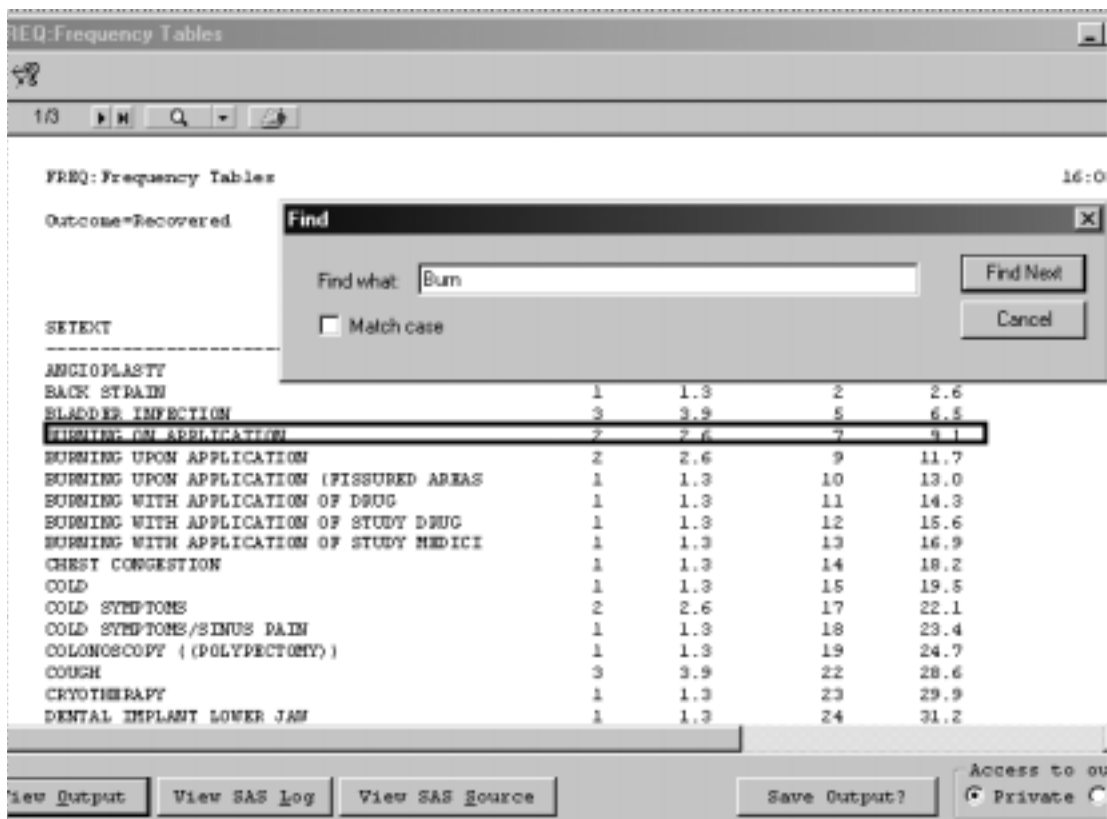 REQ:Frequency Tables
1/3
FREQ: Frequency Tables 16:0
Outcome=Recovered
Find
Find what: Burn
Find Next
Match case
Cancel
SETEXT
ANGIOPLASTY
BACK STRAIN 1 1.3 2 2.6
BLADDER INFECTION 3 3.9 5 6.5
BURNING ON APPLICATION 2 2.6 7 9.1
BURNING UPON APPLICATION 2 2.6 9 11.7
BURNING UPON APPLICATION (FISSURED AREAS 1 1.3 10 13.0
BURNING WITH APPLICATION OF DRUG 1 1.3 11 14.3
BURNING WITH APPLICATION OF STUDY DRUG 1 1.3 12 15.6
BURNING WITH APPLICATION OF STUDY MEDICI 1 1.3 13 16.9
CHEST CONGESTION 1 1.3 14 18.2
COLD 1 1.3 15 19.5
COLD SYMPTOMS 2 2.6 17 22.1
COLD SYMPTOMS/SINUS PAIN 1 1.3 18 23.4
COLONOSCOPY ((POLYPECTOMY)) 1 1.3 19 24.7
COUGH 3 3.9 22 28.6
CRYOTHERAPY 1 1.3 23 29.9
DENTAL IMPLANT LOWER JAW 1 1.3 24 31.2
Access to ou
iew Output View SAS Log View SAS Source Save Output? Private